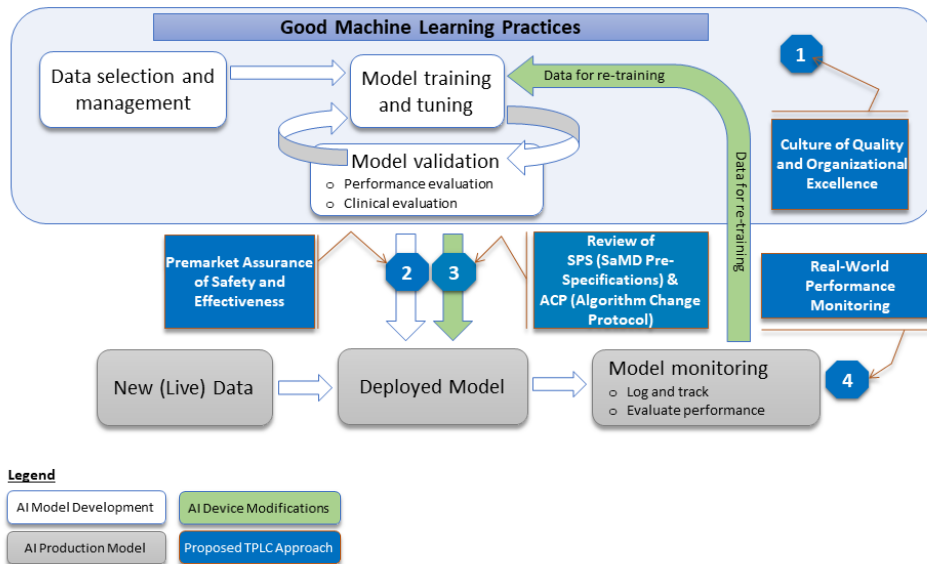 Good Machine Learning Practices
Data selection and
management
Model training
and tuning
Data for re-training
1
Culture of Quality
and Organizational
Excellence
Model validation
o Performance evaluation
o Clinical evaluation
Data for re-training
Premarket Assurance
of Safety and
Effectiveness
2
3
Review of
SPS (SaMD Pre-
Specifications) &
ACP (Algorithm Change
Protocol)
Real-World
Performance
Monitoring
New (Live) Data
Deployed Model
Model monitoring
o Log and track
o Evaluate performance
4
Legend
AI Model Development
AI Device Modifications
AI Production Model
Proposed TPLC Approach